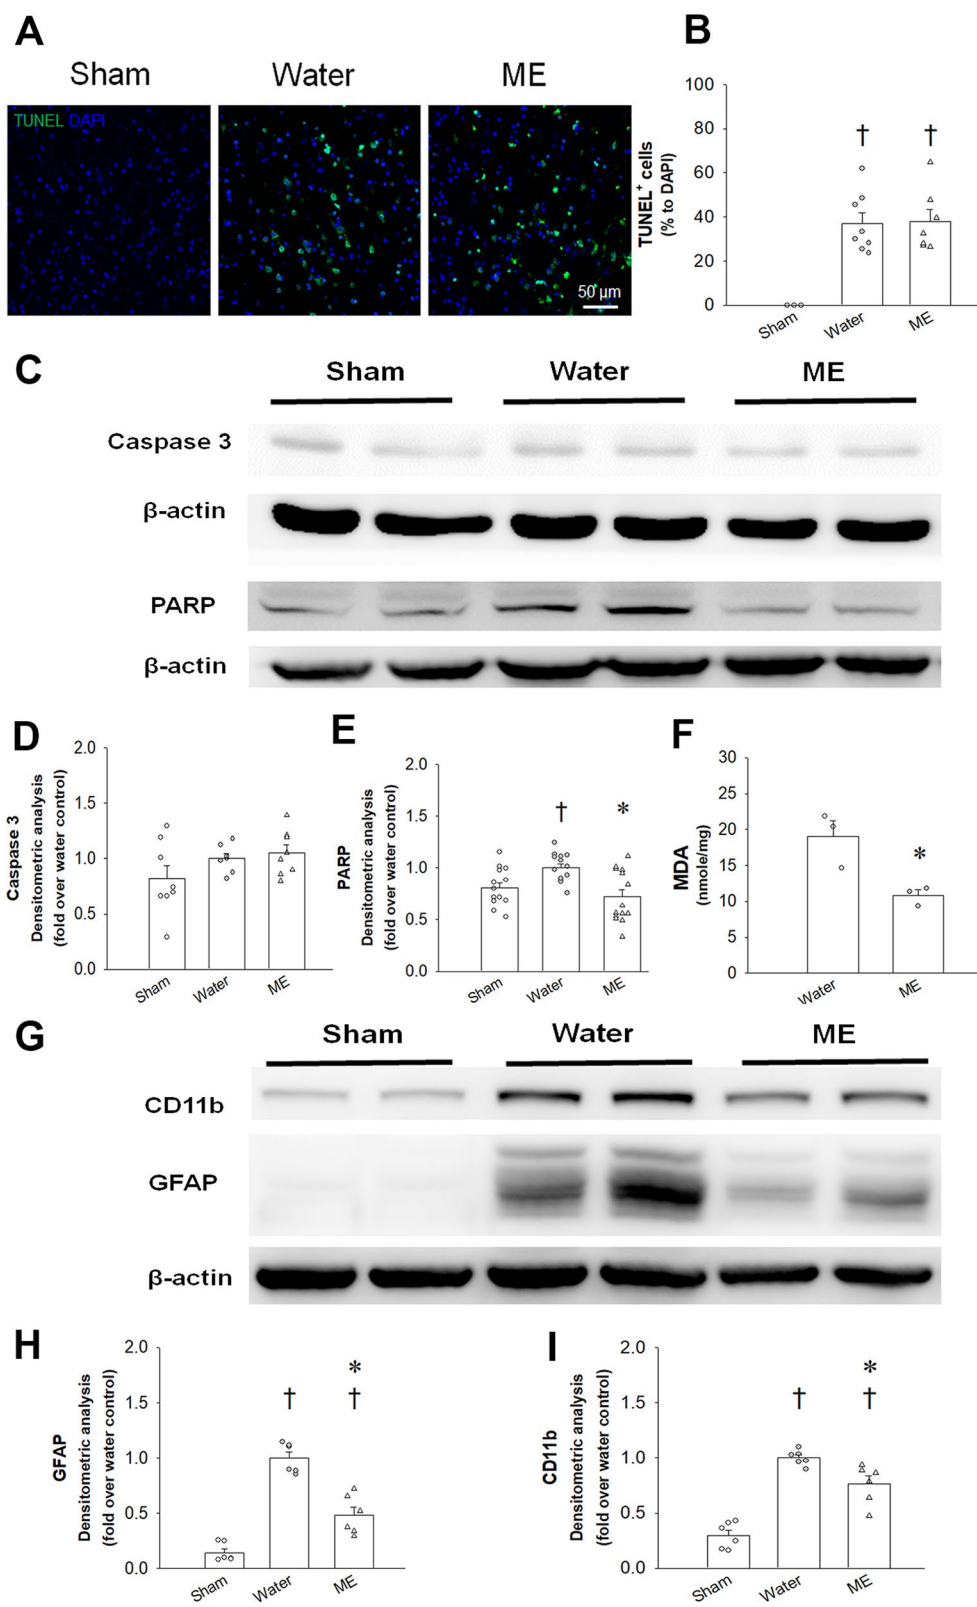 A
Sham Water ME
TUNEL DAPI
50 μm
B
TUNEL⁺ cells
(% to DAPI)
100
80
60
40
20
0
Sham Water ME
† †
C
Sham Water ME
Caspase 3
β-actin
PARP
β-actin
D
Caspase 3
Densitometric analysis
(fold over water control)
2.0
1.5
1.0
0.5
0.0
Sham Water ME
E
PARP
Densitometric analysis
(fold over water control)
2.0
1.5
1.0
0.5
0.0
† *
Sham Water ME
F
MDA
(nmole/mg)
30
25
20
15
10
5
0
*
Water ME
G
Sham Water ME
CD11b
GFAP
β-actin
H
GFAP
Densitometric analysis
(fold over water control)
2.0
1.5
1.0
0.5
0.0
*
† †
Sham Water ME
I
CD11b
Densitometric analysis
(fold over water control)
2.0
1.5
1.0
0.5
0.0
*
† †
Sham Water ME